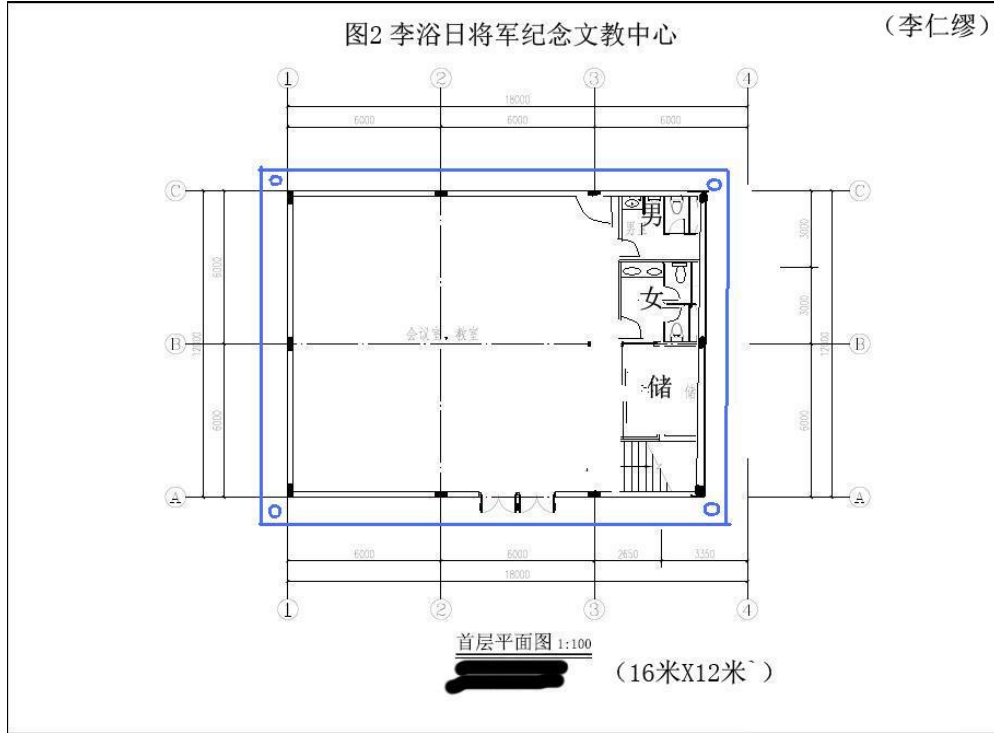 图2 李浴日将军纪念文教中心
（李仁缪）
① ② ③ ④
18000
6000 6000 6000
Ⓒ Ⓒ
男
3000
6000
女
3000
会议室、教室
Ⓑ Ⓑ
12000 12000
储 储
6000 6000
Ⓐ Ⓐ
6000 6000 2650 3350
18000
① ② ③ ④
首层平面图 1:100
（16米X12米`）